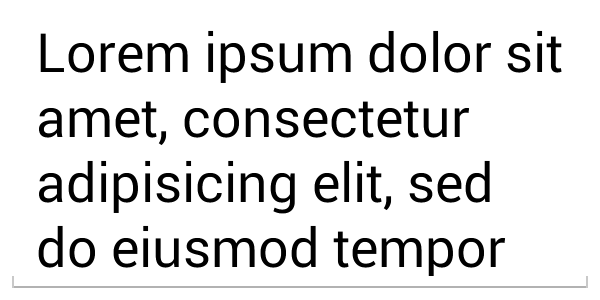 Lorem ipsum dolor sit
amet, consectetur
adipisicing elit, sed
do eiusmod tempor